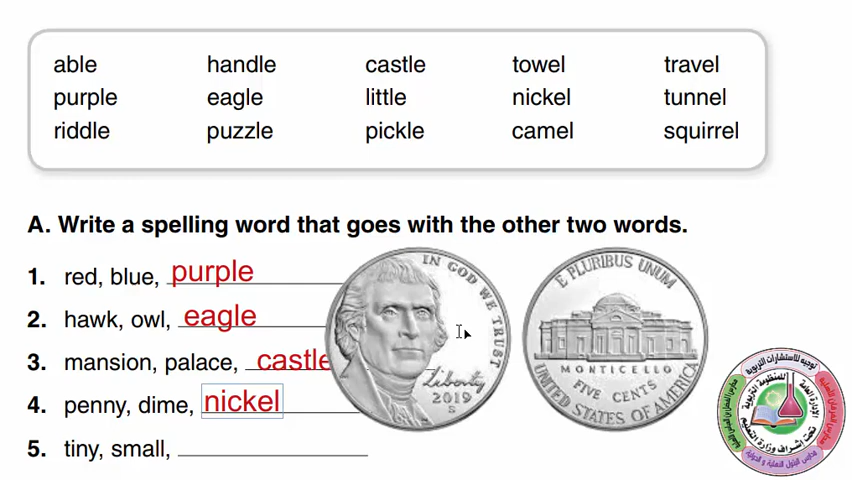 able handle castle towel travel
purple eagle little nickel tunnel
riddle puzzle pickle camel squirrel
A. Write a spelling word that goes with the other two words.
1. red, blue, purple
2. hawk, owl, eagle
3. mansion, palace, castle
4. penny, dime, nickel
5. tiny, small,
IN GOD WE TRUST
Liberty
2019
S
E PLURIBUS UNUM
MONTICELLO
FIVE CENTS
UNITED STATES OF AMERICA